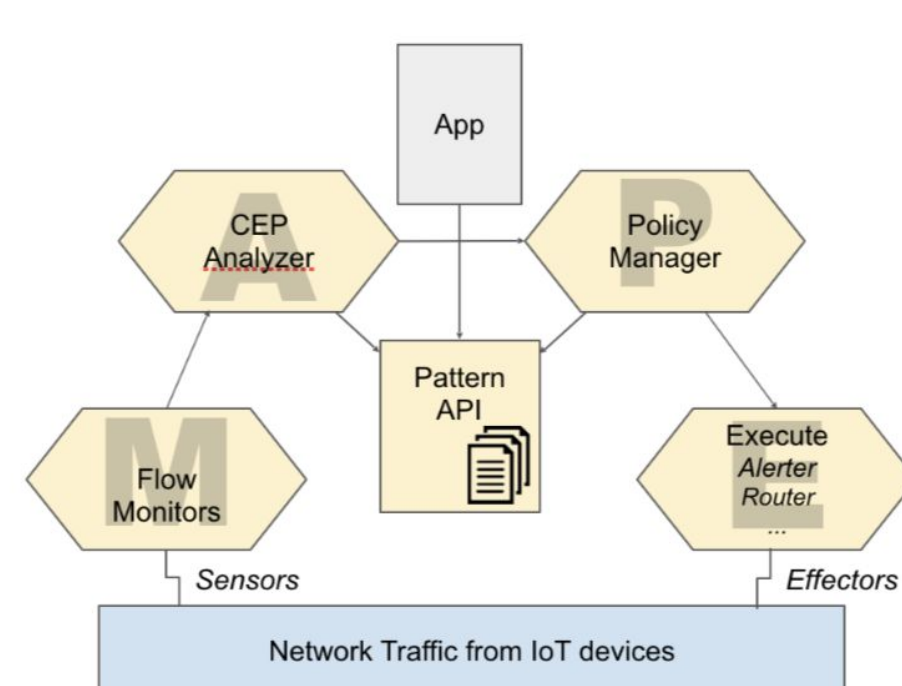 App
A
CEP
Analyzer
P
Policy
Manager
Pattern
API
M
Flow
Monitors
E
Execute
Alerter
Router
...
Sensors
Effectors
Network Traffic from IoT devices